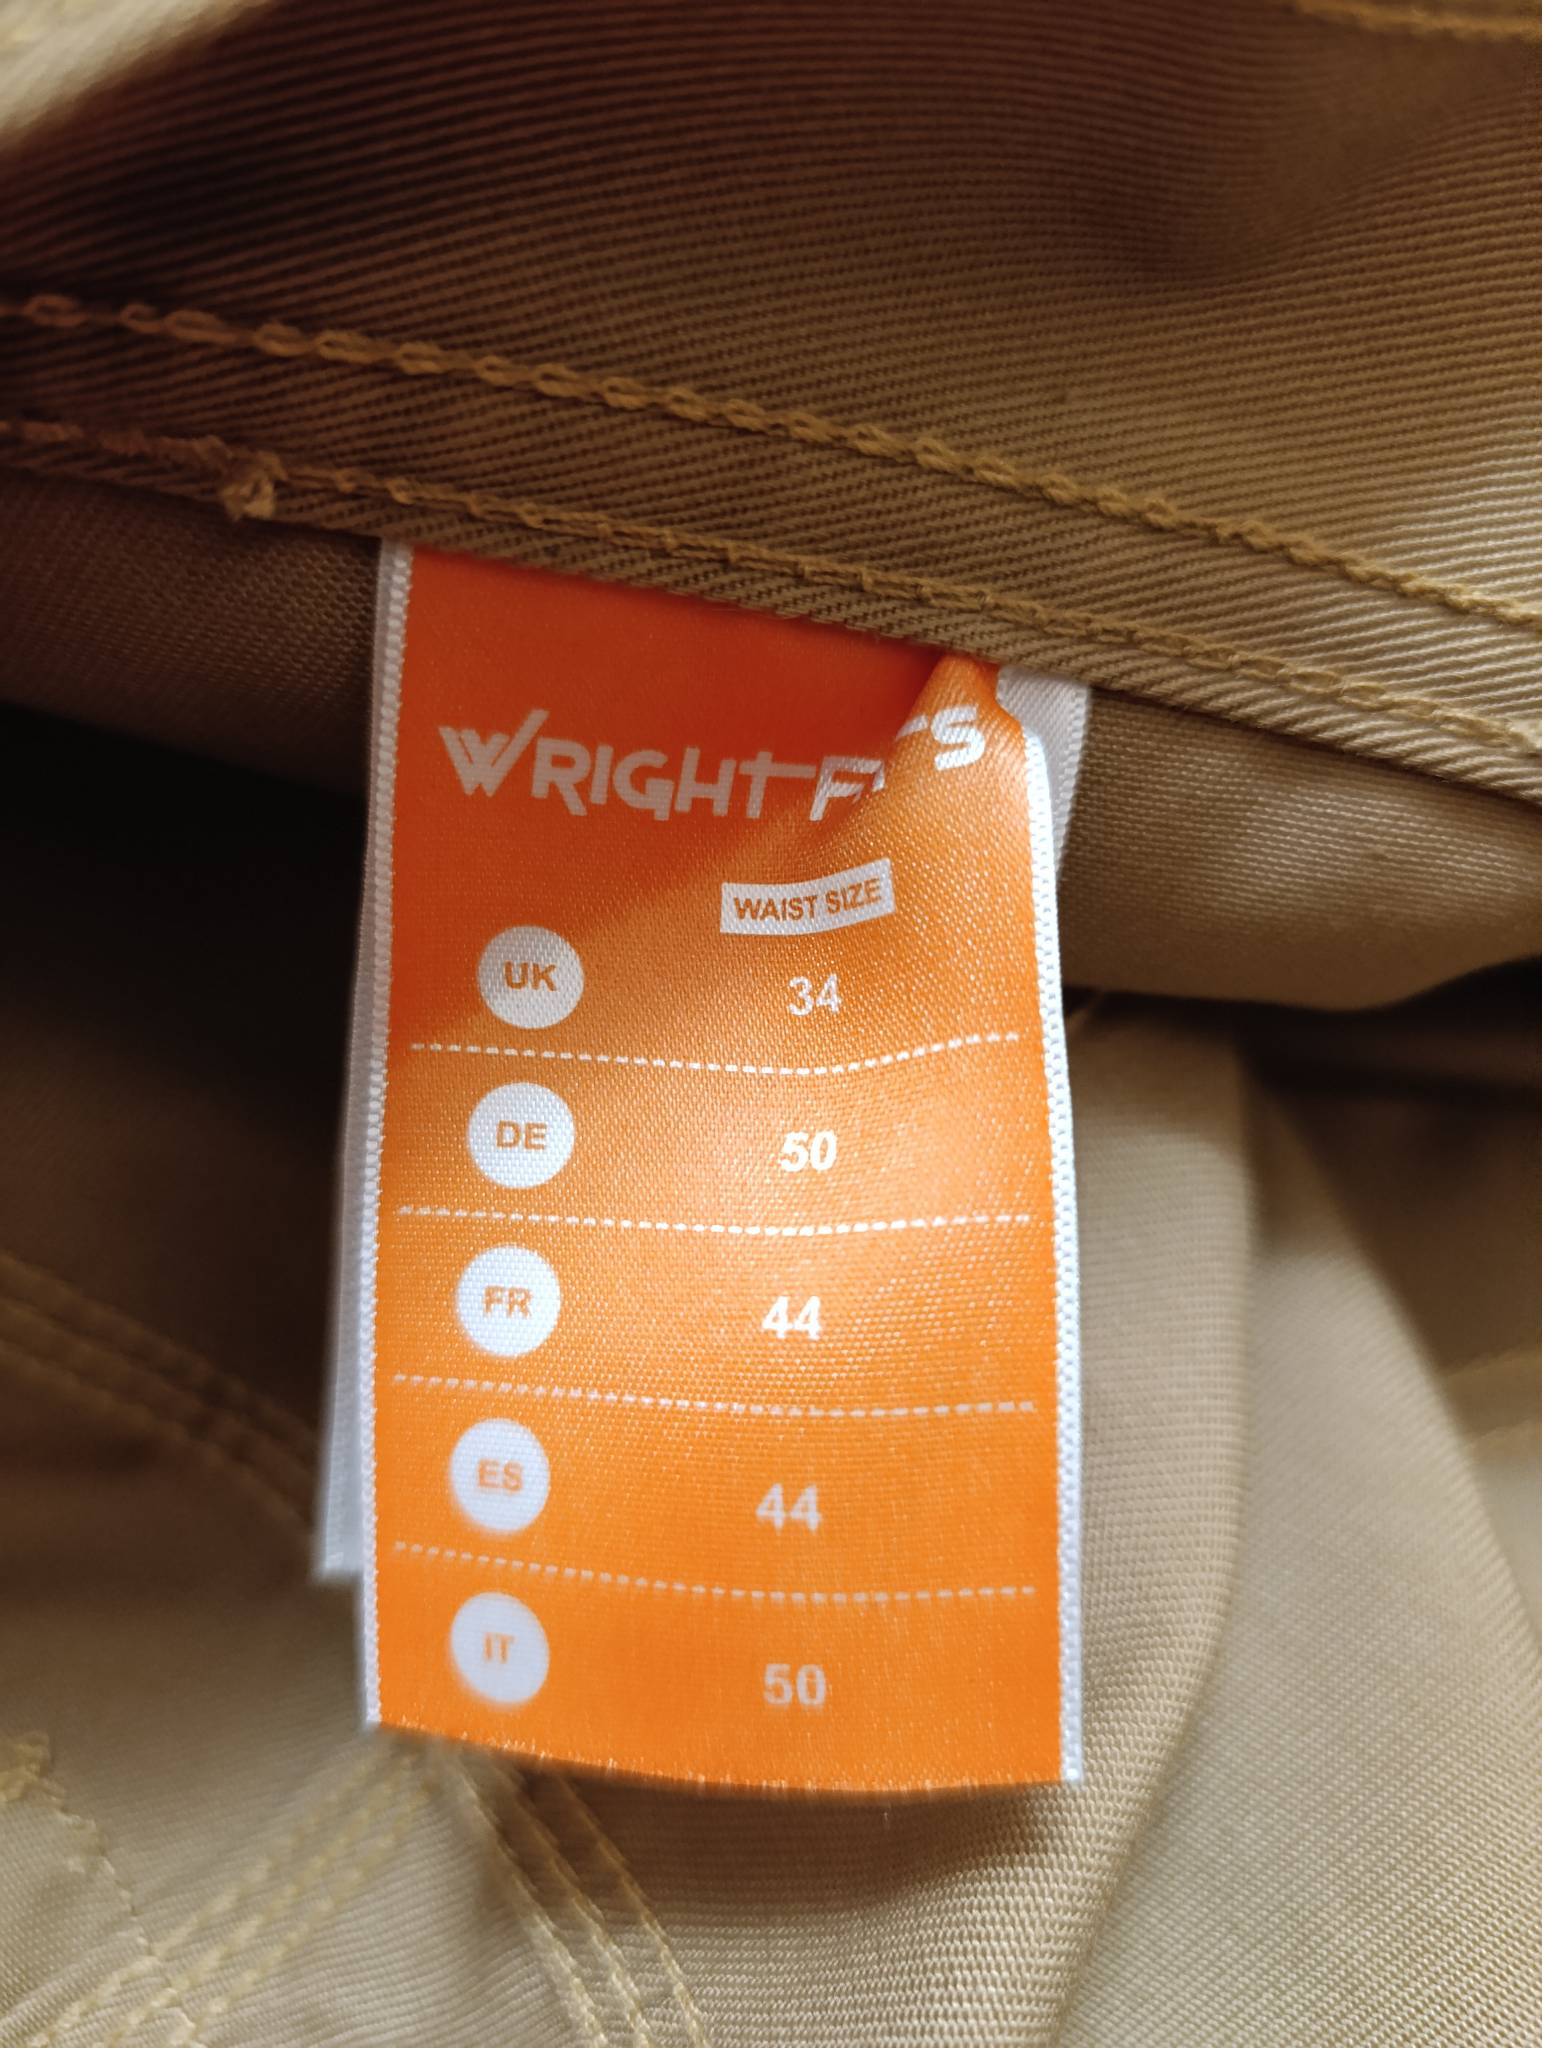 WRIGHT
WAIST SIZE
UK 34
DE 50
FR 44
ES 44
IT 50